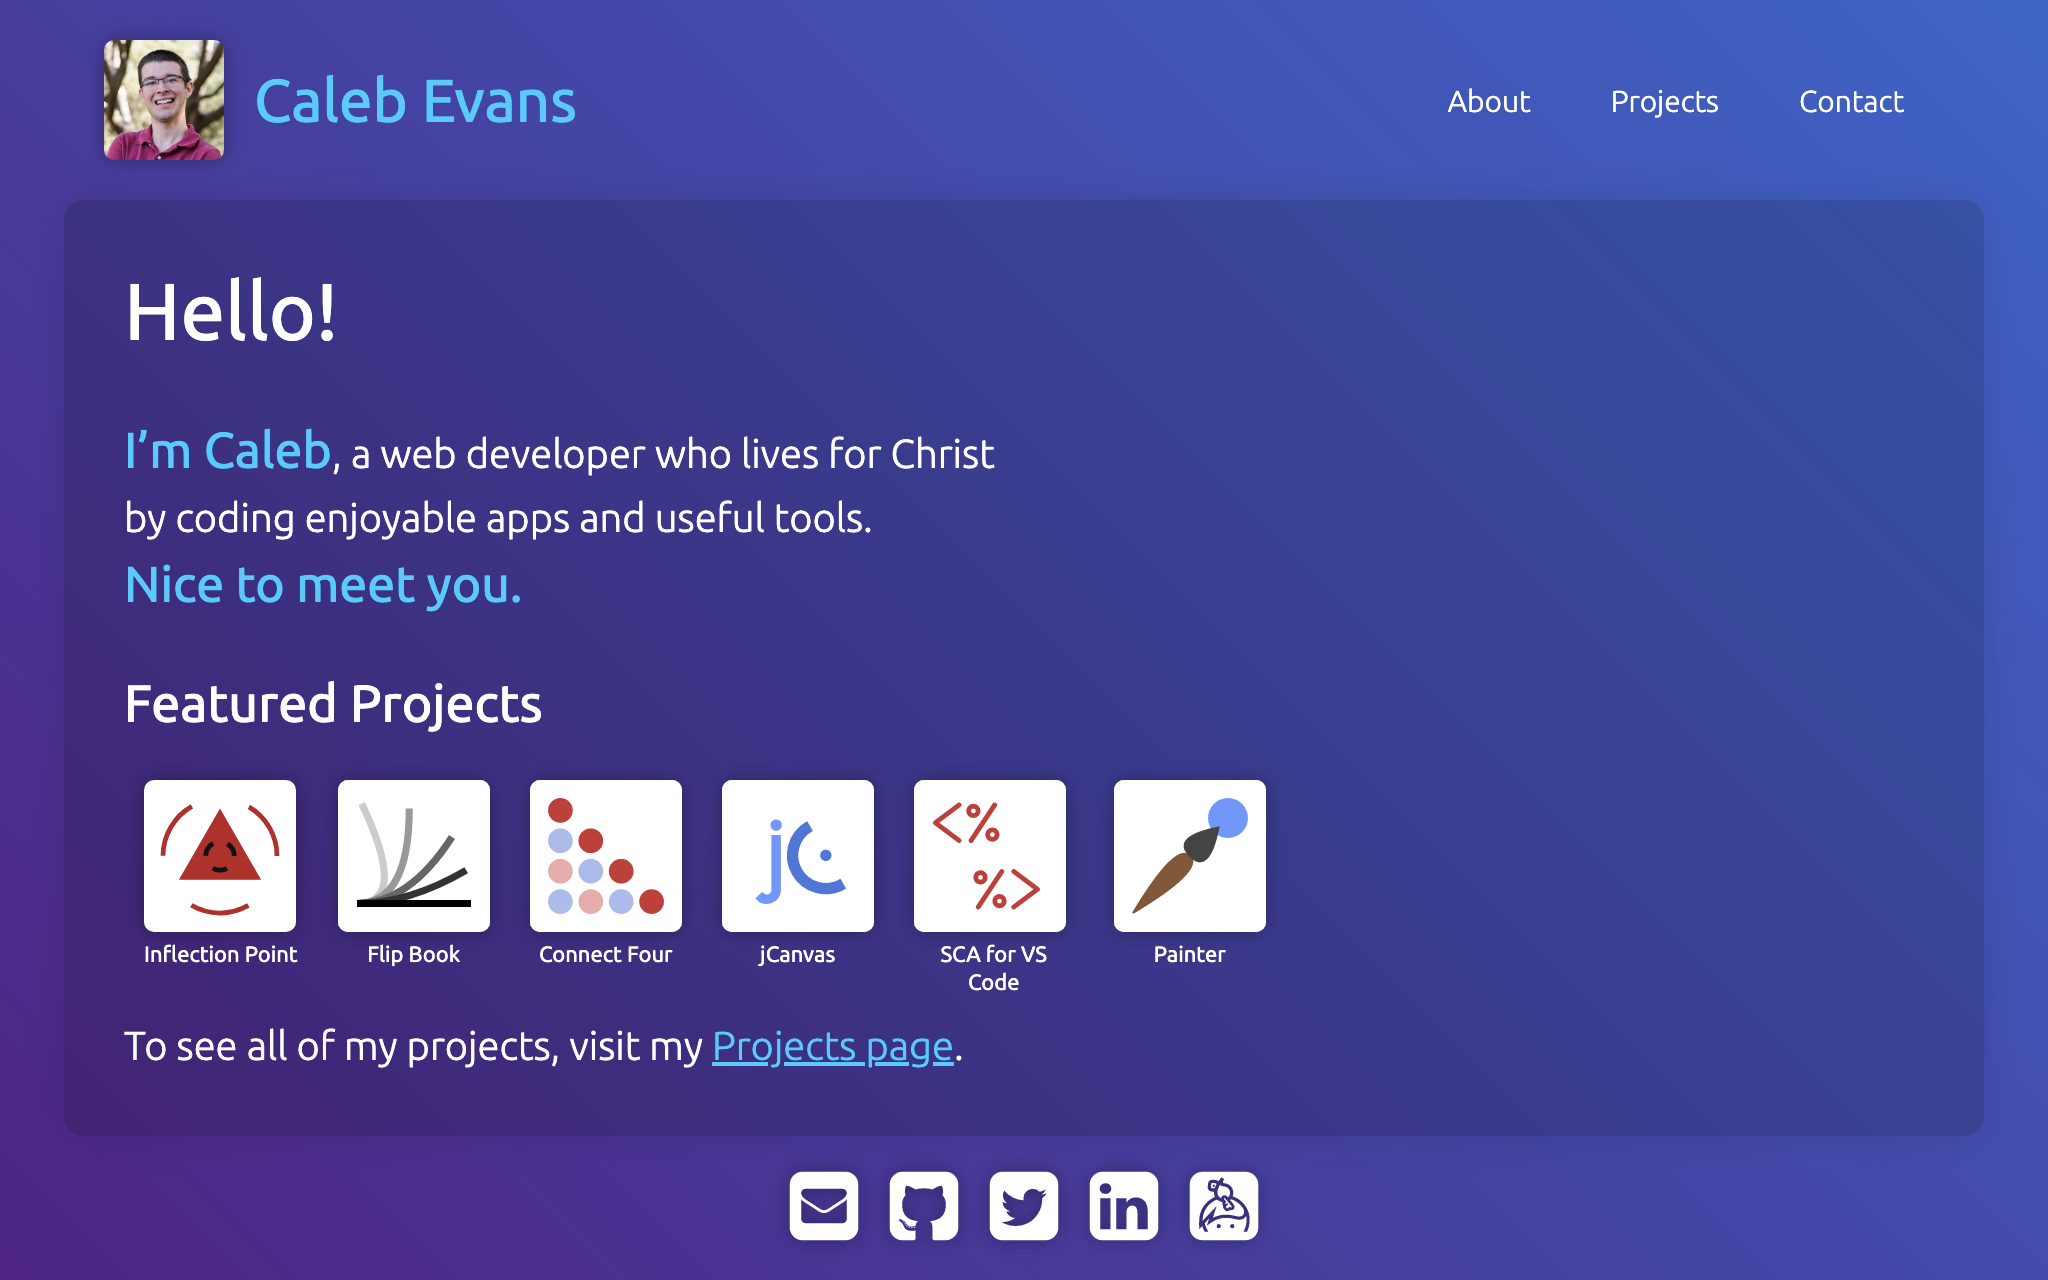 Caleb Evans
About Projects Contact
Hello!
I’m Caleb, a web developer who lives for Christ
by coding enjoyable apps and useful tools.
Nice to meet you.
Featured Projects
<%
%>
jC
Inflection Point
Flip Book
Connect Four
jCanvas
SCA for VS
Code
Painter
To see all of my projects, visit my Projects page.
in